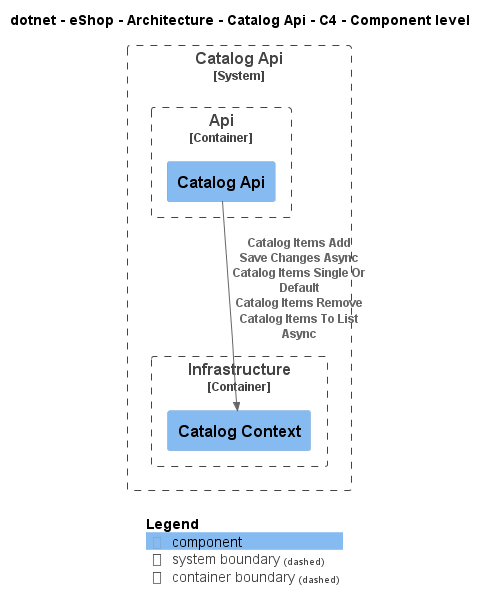 dotnet - eShop - Architecture - Catalog Api - C4 - Component level
Catalog Api
[System]
Api
[Container]
Catalog Api
Catalog Items Add
Save Changes Async
Catalog Items Single Or
Default
Catalog Items Remove
Catalog Items To List
Async
Infrastructure
[Container]
Catalog Context
Legend
component
system boundary (dashed)
container boundary (dashed)